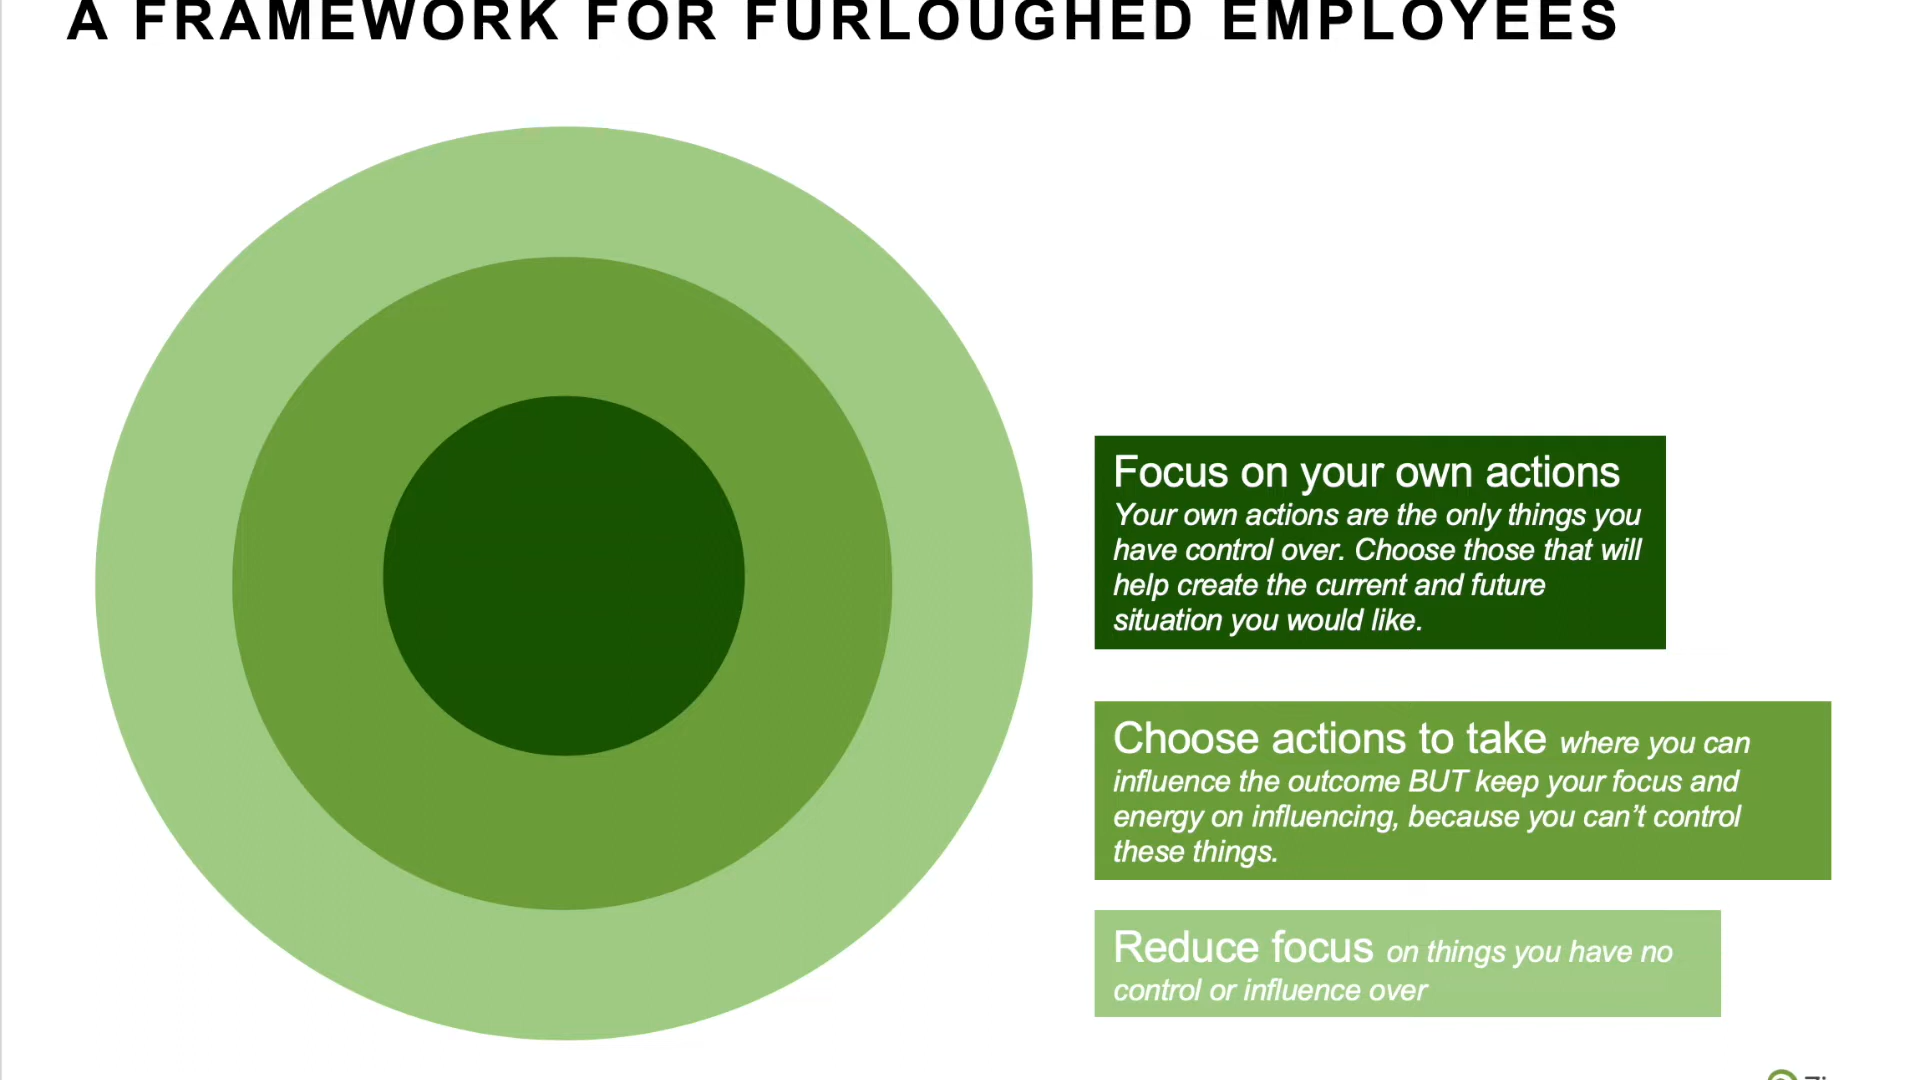 A FRAMEWORK FOR FURLOUGHED EMPLOYEES
Focus on your own actions
Your own actions are the only things you
have control over. Choose those that will
help create the current and future
situation you would like.
Choose actions to take where you can
influence the outcome BUT keep your focus and
energy on influencing, because you can’t control
these things.
Reduce focus on things you have no
control or influence over